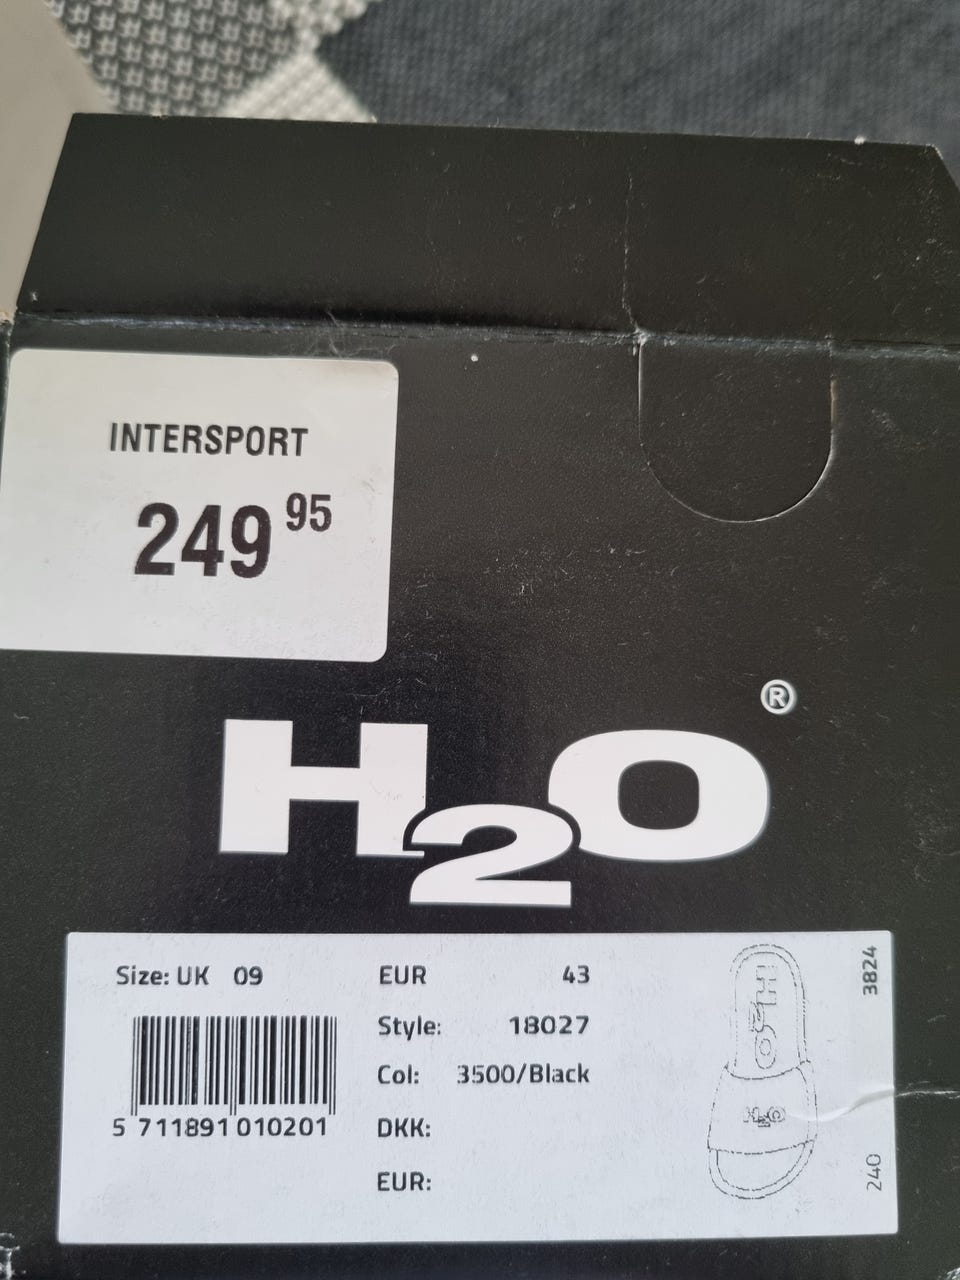 INTERSPORT
249 95
H2O ®
Size: UK 09
EUR 43
Style: 18027
Col: 3500/Black
DKK:
EUR:
5 711891 010201
H2O
H2O
3824
240